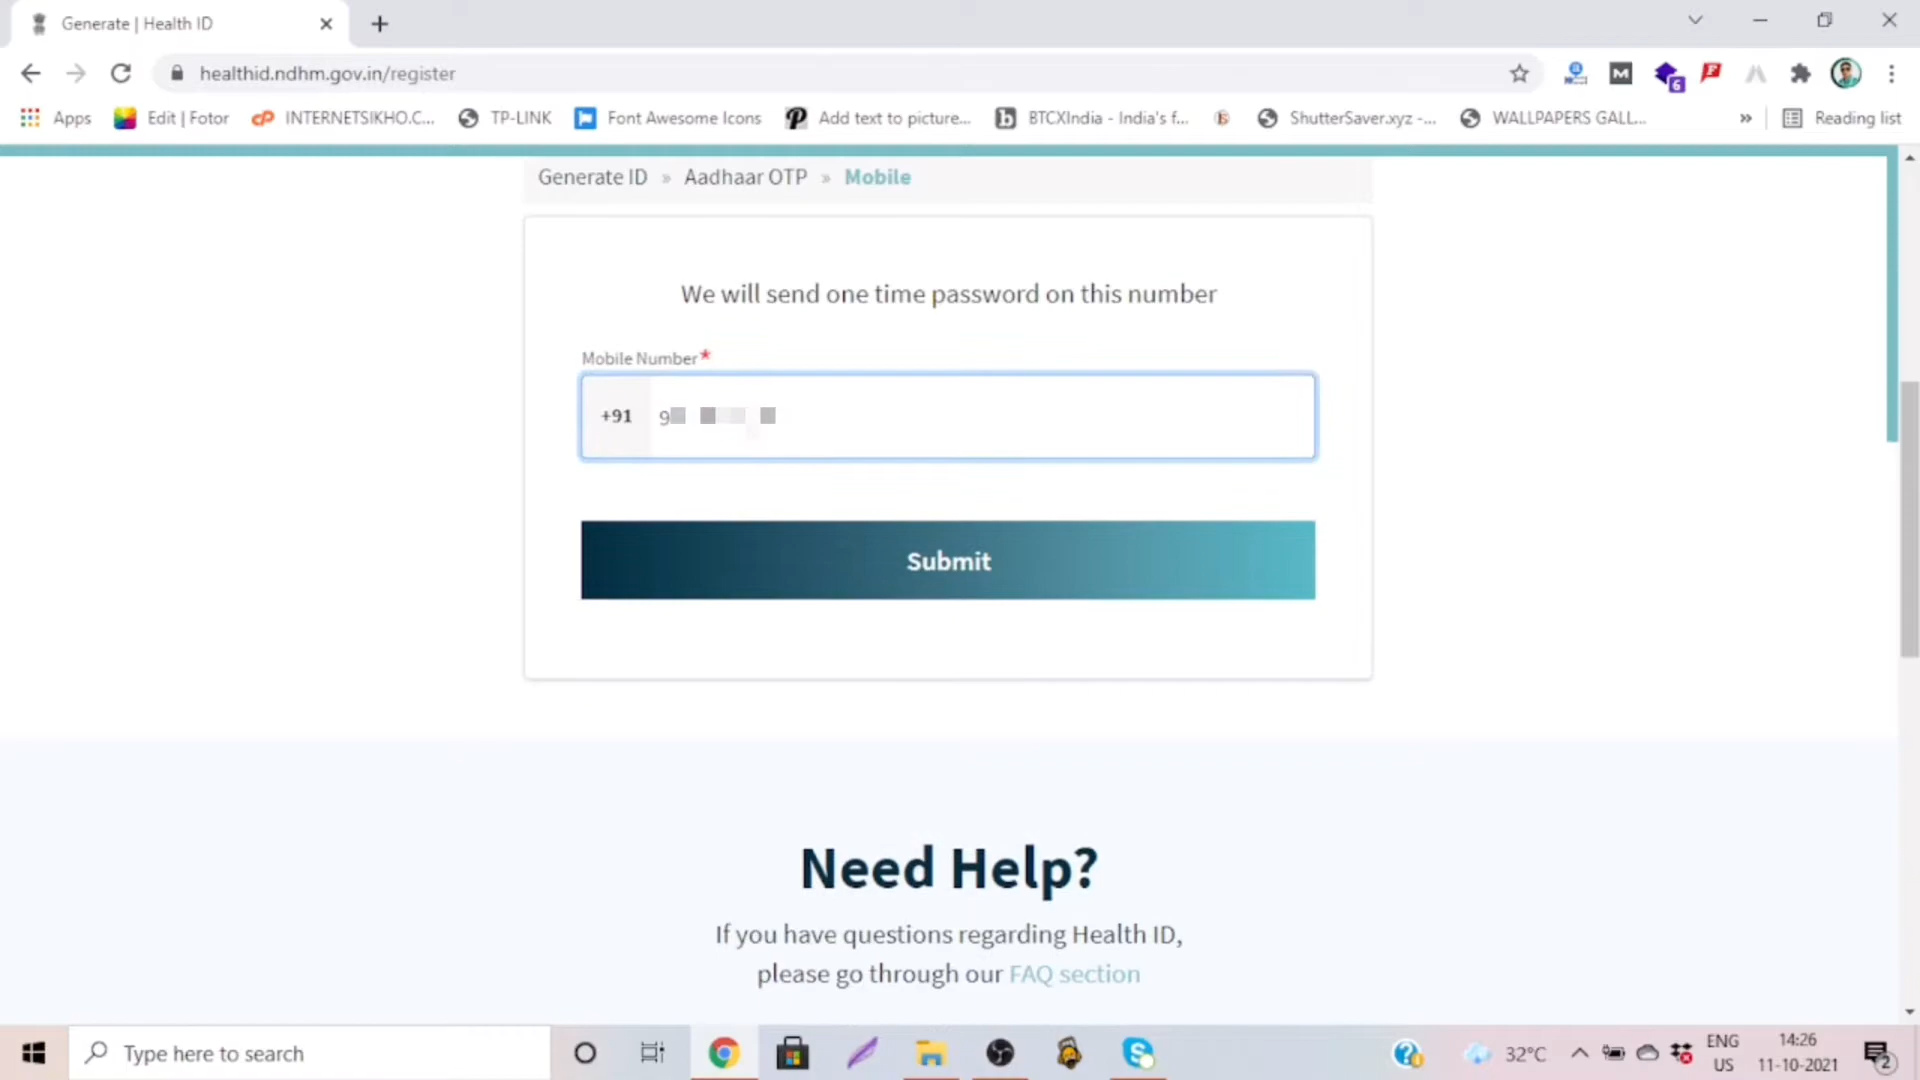 Generate | Health ID
healthid.ndhm.gov.in/register
6
Apps
Edit | Fotor
INTERNETSIKHO.C...
TP-LINK
Font Awesome Icons
Add text to picture...
BTCXIndia - India's f...
ShutterSaver.xyz -...
WALLPAPERS GALL...
»
Reading list
Generate ID » Aadhaar OTP » Mobile
We will send one time password on this number
Mobile Number*
+91 9
Submit
Need Help?
If you have questions regarding Health ID,
please go through our FAQ section
Type here to search
32°C
ENG
US
14:26
11-10-2021
2